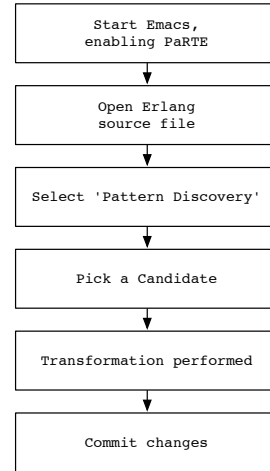 Start Emacs,
enabling PaRTE
Open Erlang
source file
Select 'Pattern Discovery'
Pick a Candidate
Transformation performed
Commit changes